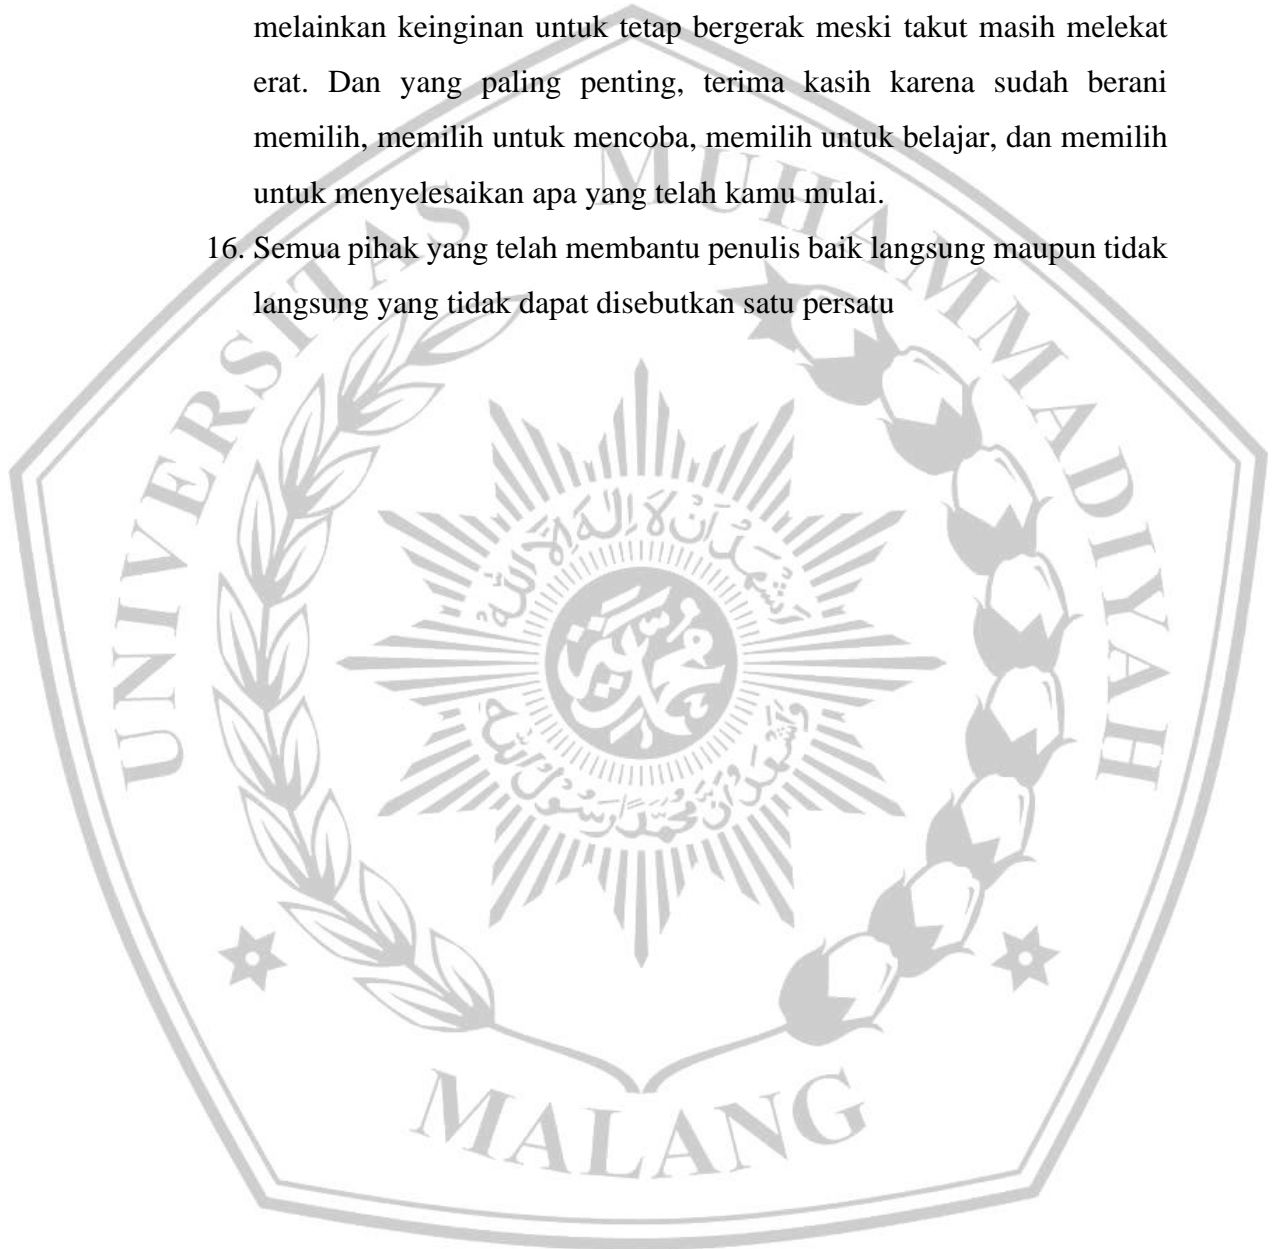 melainkan keinginan untuk tetap bergerak meski takut masih melekat
erat. Dan yang paling penting, terima kasih karena sudah berani
memilih, memilih untuk mencoba, memilih untuk belajar, dan memilih
untuk menyelesaikan apa yang telah kamu mulai.
16. Semua pihak yang telah membantu penulis baik langsung maupun tidak
langsung yang tidak dapat disebutkan satu persatu
UNIVERSITAS MUHAMMADIYAH
اَشْهَدُ اَنْ لَا اِلٰهَ اِلَّا اللهُ
وَاَشْهَدُ اَنَّ مُحَمَّدًا رَسُوْلُ اللهِ
MALANG